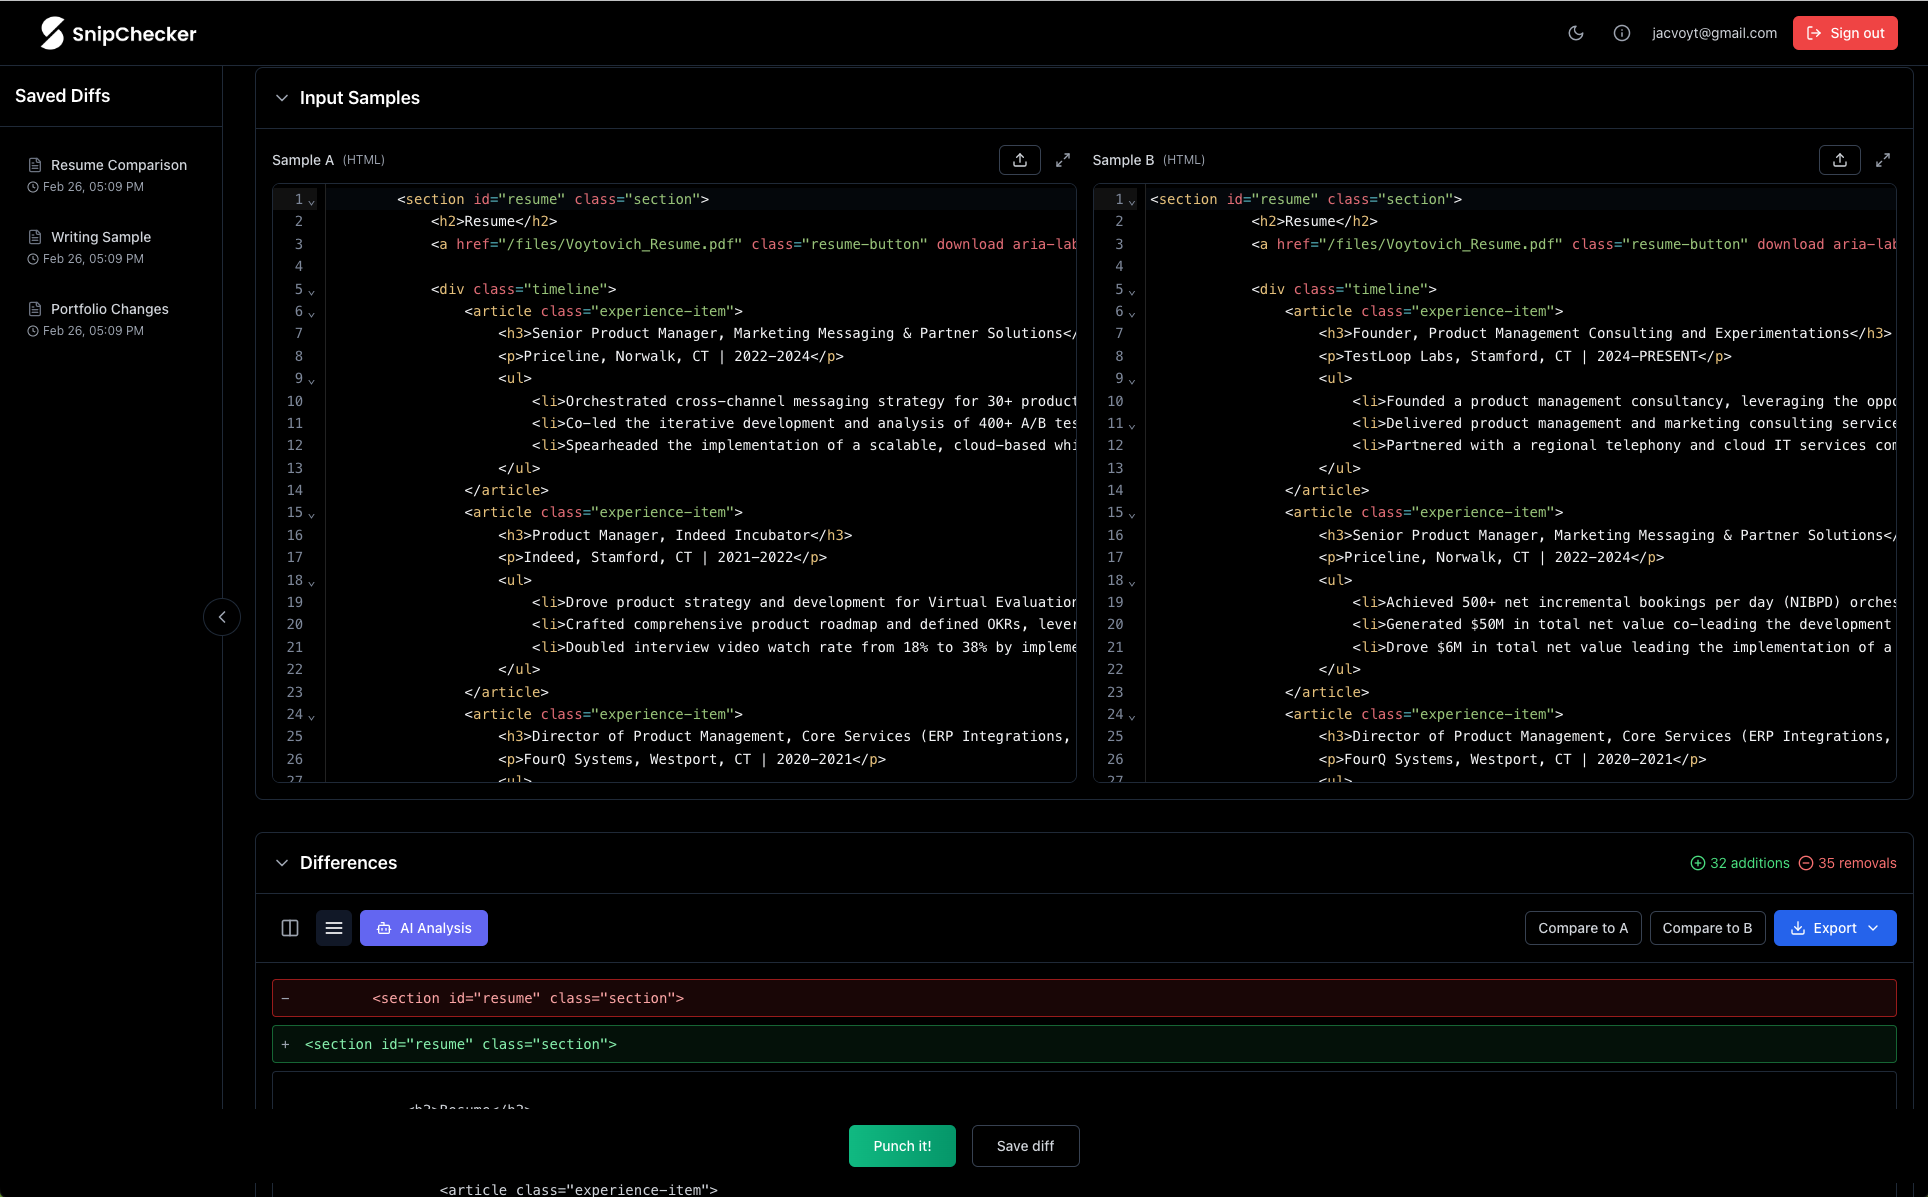 SnipChecker
jacvoyt@gmail.com
Sign out
Saved Diffs
Resume Comparison
Feb 26, 05:09 PM
Writing Sample
Feb 26, 05:09 PM
Portfolio Changes
Feb 26, 05:09 PM
Input Samples
Sample A (HTML)
1 <section id="resume" class="section">
2 <h2>Resume</h2>
3 <a href="/files/Voytovich_Resume.pdf" class="resume-button" download aria-lab
4
5 <div class="timeline">
6 <article class="experience-item">
7 <h3>Senior Product Manager, Marketing Messaging & Partner Solutions</
8 <p>Priceline, Norwalk, CT | 2022–2024</p>
9 <ul>
10 <li>Orchestrated cross-channel messaging strategy for 30+ product
11 <li>Co-led the iterative development and analysis of 400+ A/B tes
12 <li>Spearheaded the implementation of a scalable, cloud-based whi
13 </ul>
14 </article>
15 <article class="experience-item">
16 <h3>Product Manager, Indeed Incubator</h3>
17 <p>Indeed, Stamford, CT | 2021–2022</p>
18 <ul>
19 <li>Drove product strategy and development for Virtual Evaluation
20 <li>Crafted comprehensive product roadmap and defined OKRs, lever
21 <li>Doubled interview video watch rate from 18% to 38% by impleme
22 </ul>
23 </article>
24 <article class="experience-item">
25 <h3>Director of Product Management, Core Services (ERP Integrations,
26 <p>FourQ Systems, Westport, CT | 2020–2021</p>
27 <ul>
Sample B (HTML)
1 <section id="resume" class="section">
2 <h2>Resume</h2>
3 <a href="/files/Voytovich_Resume.pdf" class="resume-button" download aria-lab
4
5 <div class="timeline">
6 <article class="experience-item">
7 <h3>Founder, Product Management Consulting and Experimentations</h3>
8 <p>TestLoop Labs, Stamford, CT | 2024–PRESENT</p>
9 <ul>
10 <li>Founded a product management consultancy, leveraging the oppo
11 <li>Delivered product management and marketing consulting service
12 <li>Partnered with a regional telephony and cloud IT services com
13 </ul>
14 </article>
15 <article class="experience-item">
16 <h3>Senior Product Manager, Marketing Messaging & Partner Solutions</
17 <p>Priceline, Norwalk, CT | 2022–2024</p>
18 <ul>
19 <li>Achieved 500+ net incremental bookings per day (NIBPD) orches
20 <li>Generated $50M in total net value co-leading the development
21 <li>Drove $6M in total net value leading the implementation of a
22 </ul>
23 </article>
24 <article class="experience-item">
25 <h3>Director of Product Management, Core Services (ERP Integrations,
26 <p>FourQ Systems, Westport, CT | 2020–2021</p>
27 <ul>
Differences
32 additions 35 removals
AI Analysis
Compare to A
Compare to B
Export
- <section id="resume" class="section">
+ <section id="resume" class="section">
<h2>Resume</h2>
Punch it!
Save diff
<article class="experience-item">